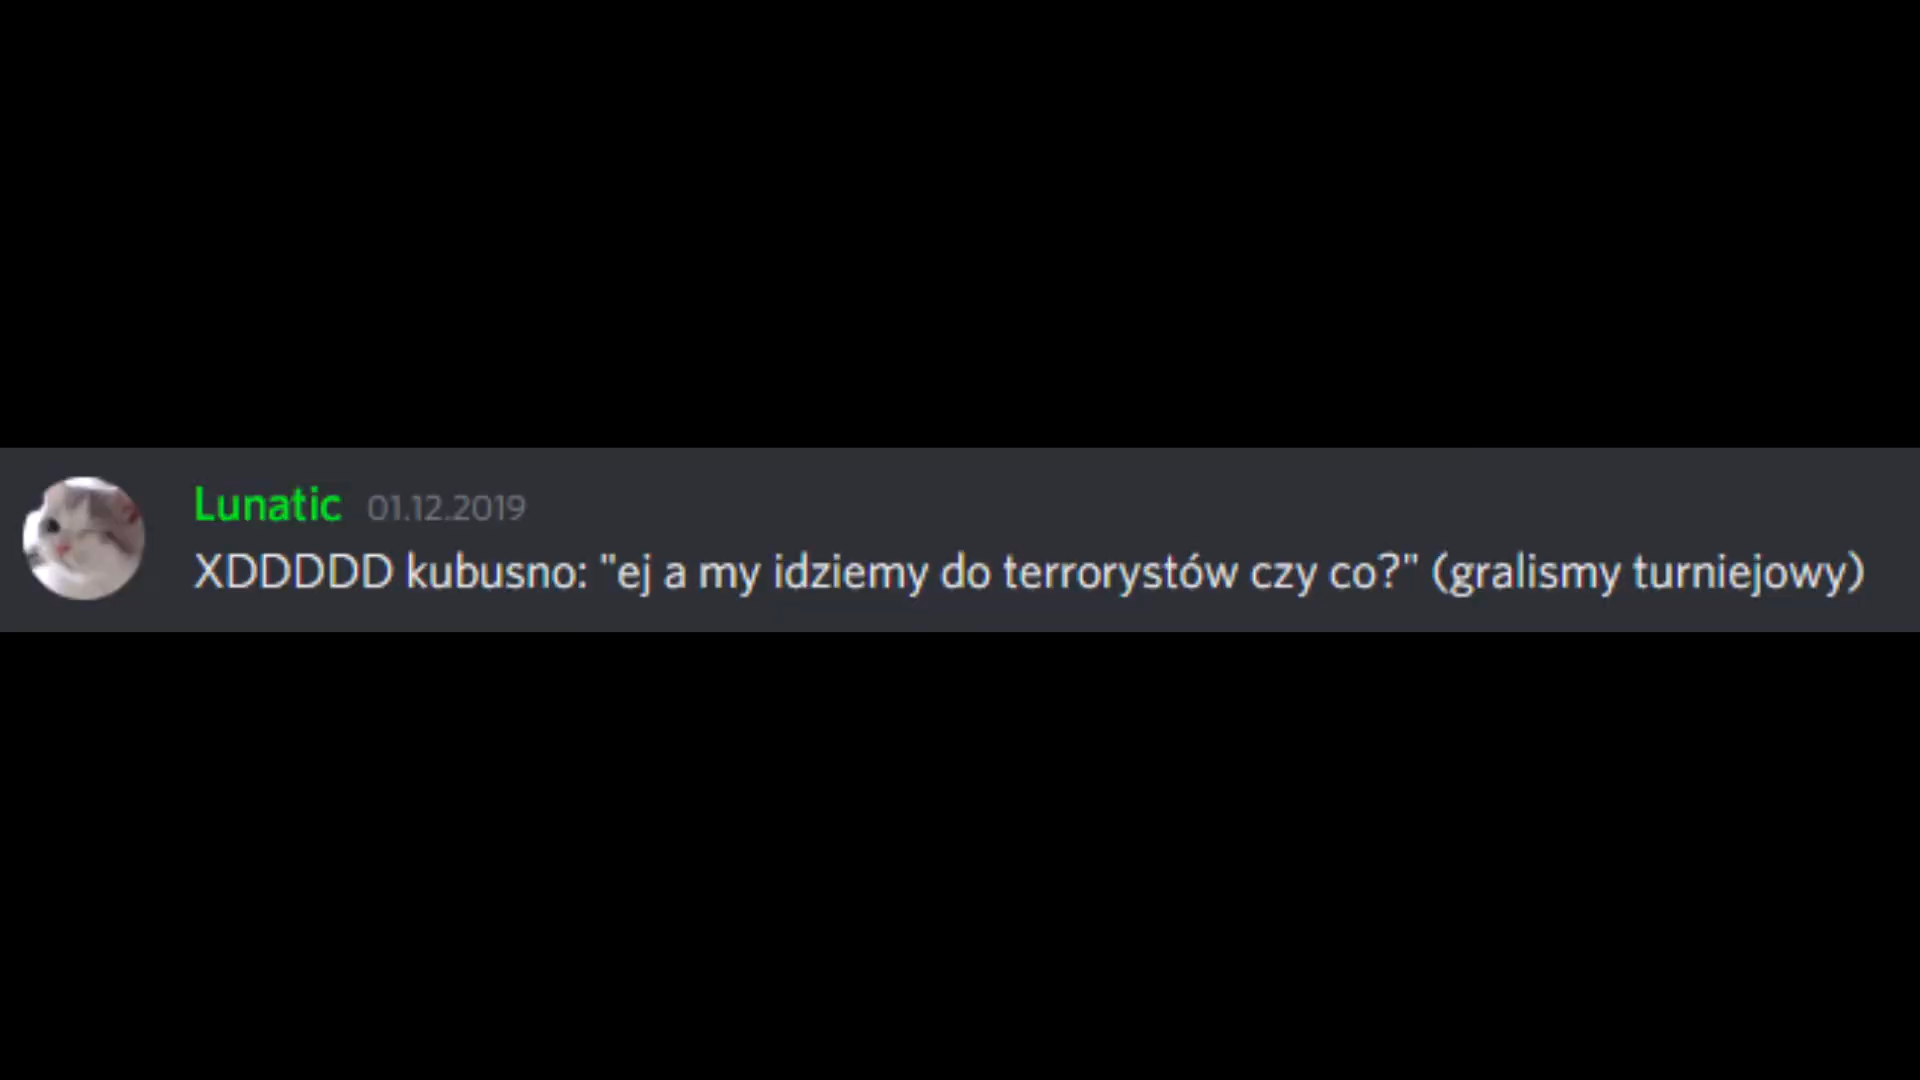 Lunatic 01.12.2019
XDDDDD kubusno: "ej a my idziemy do terrorystów czy co?" (gralismy turniejowy)